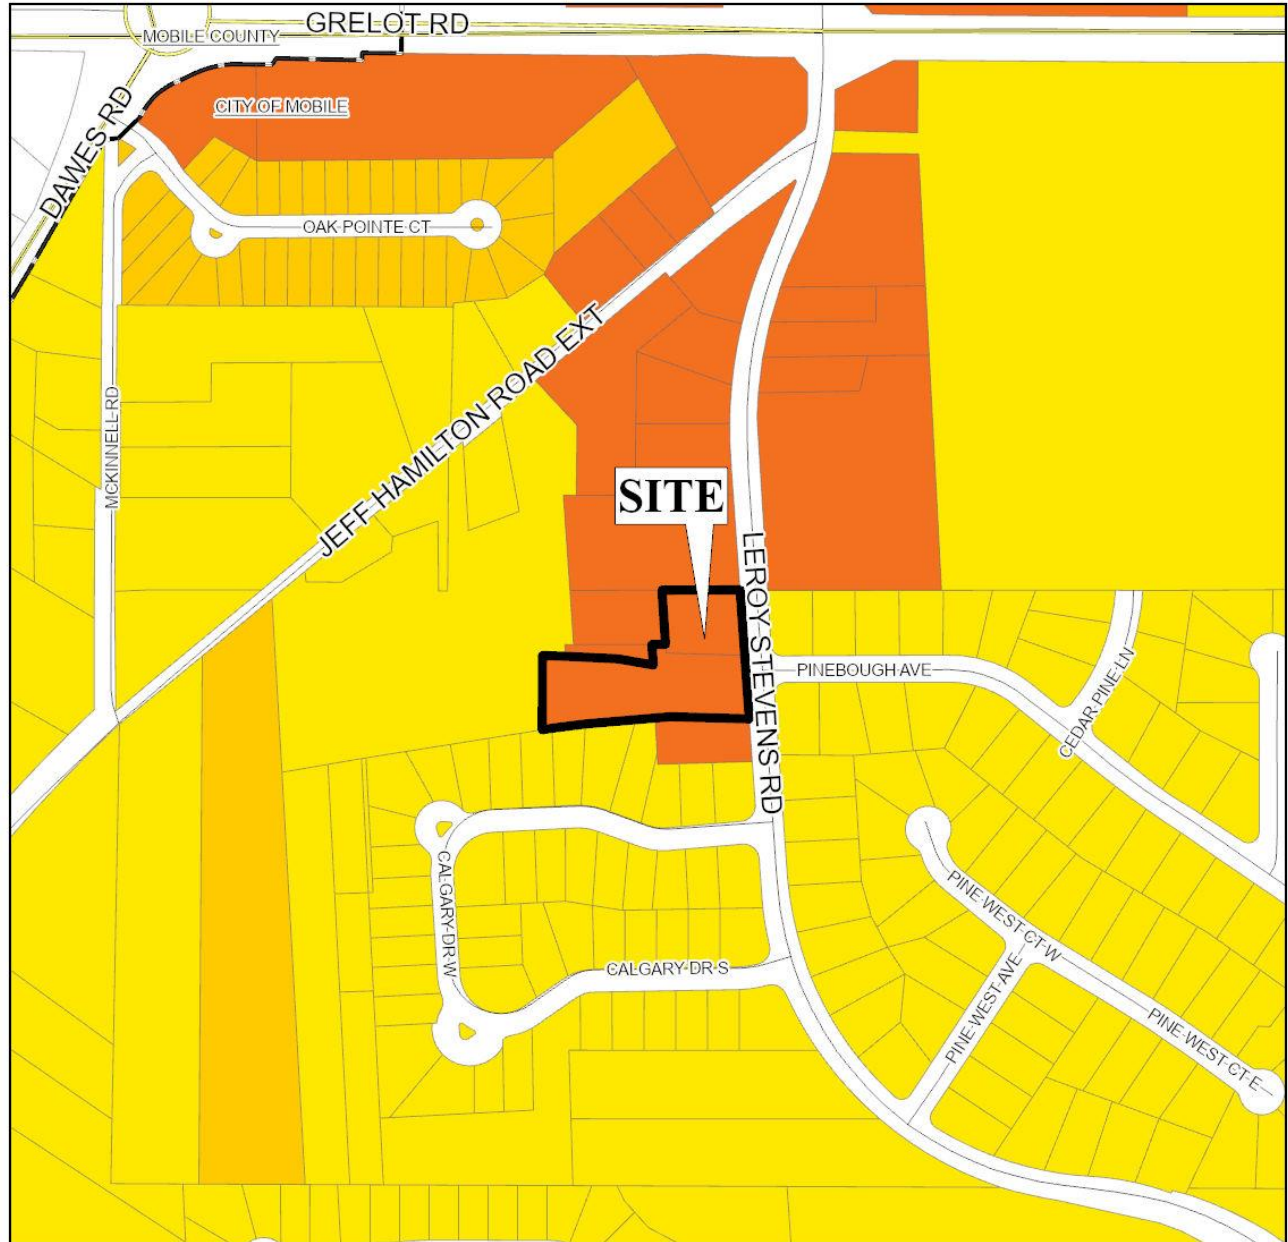 GRELOT RD
MOBILE COUNTY
CITY OF MOBILE
DAWES RD
OAK POINTE CT
JEFF HAMILTON ROAD EXT
MCKINNELL RD
SITE
LEROY STEVENS RD
PINEBOUGH AVE
CEDAR PINE LN
CALGARY DR W
PINE WEST CT W
CALGARY DR S
PINE WEST AVE
PINE WEST CT E